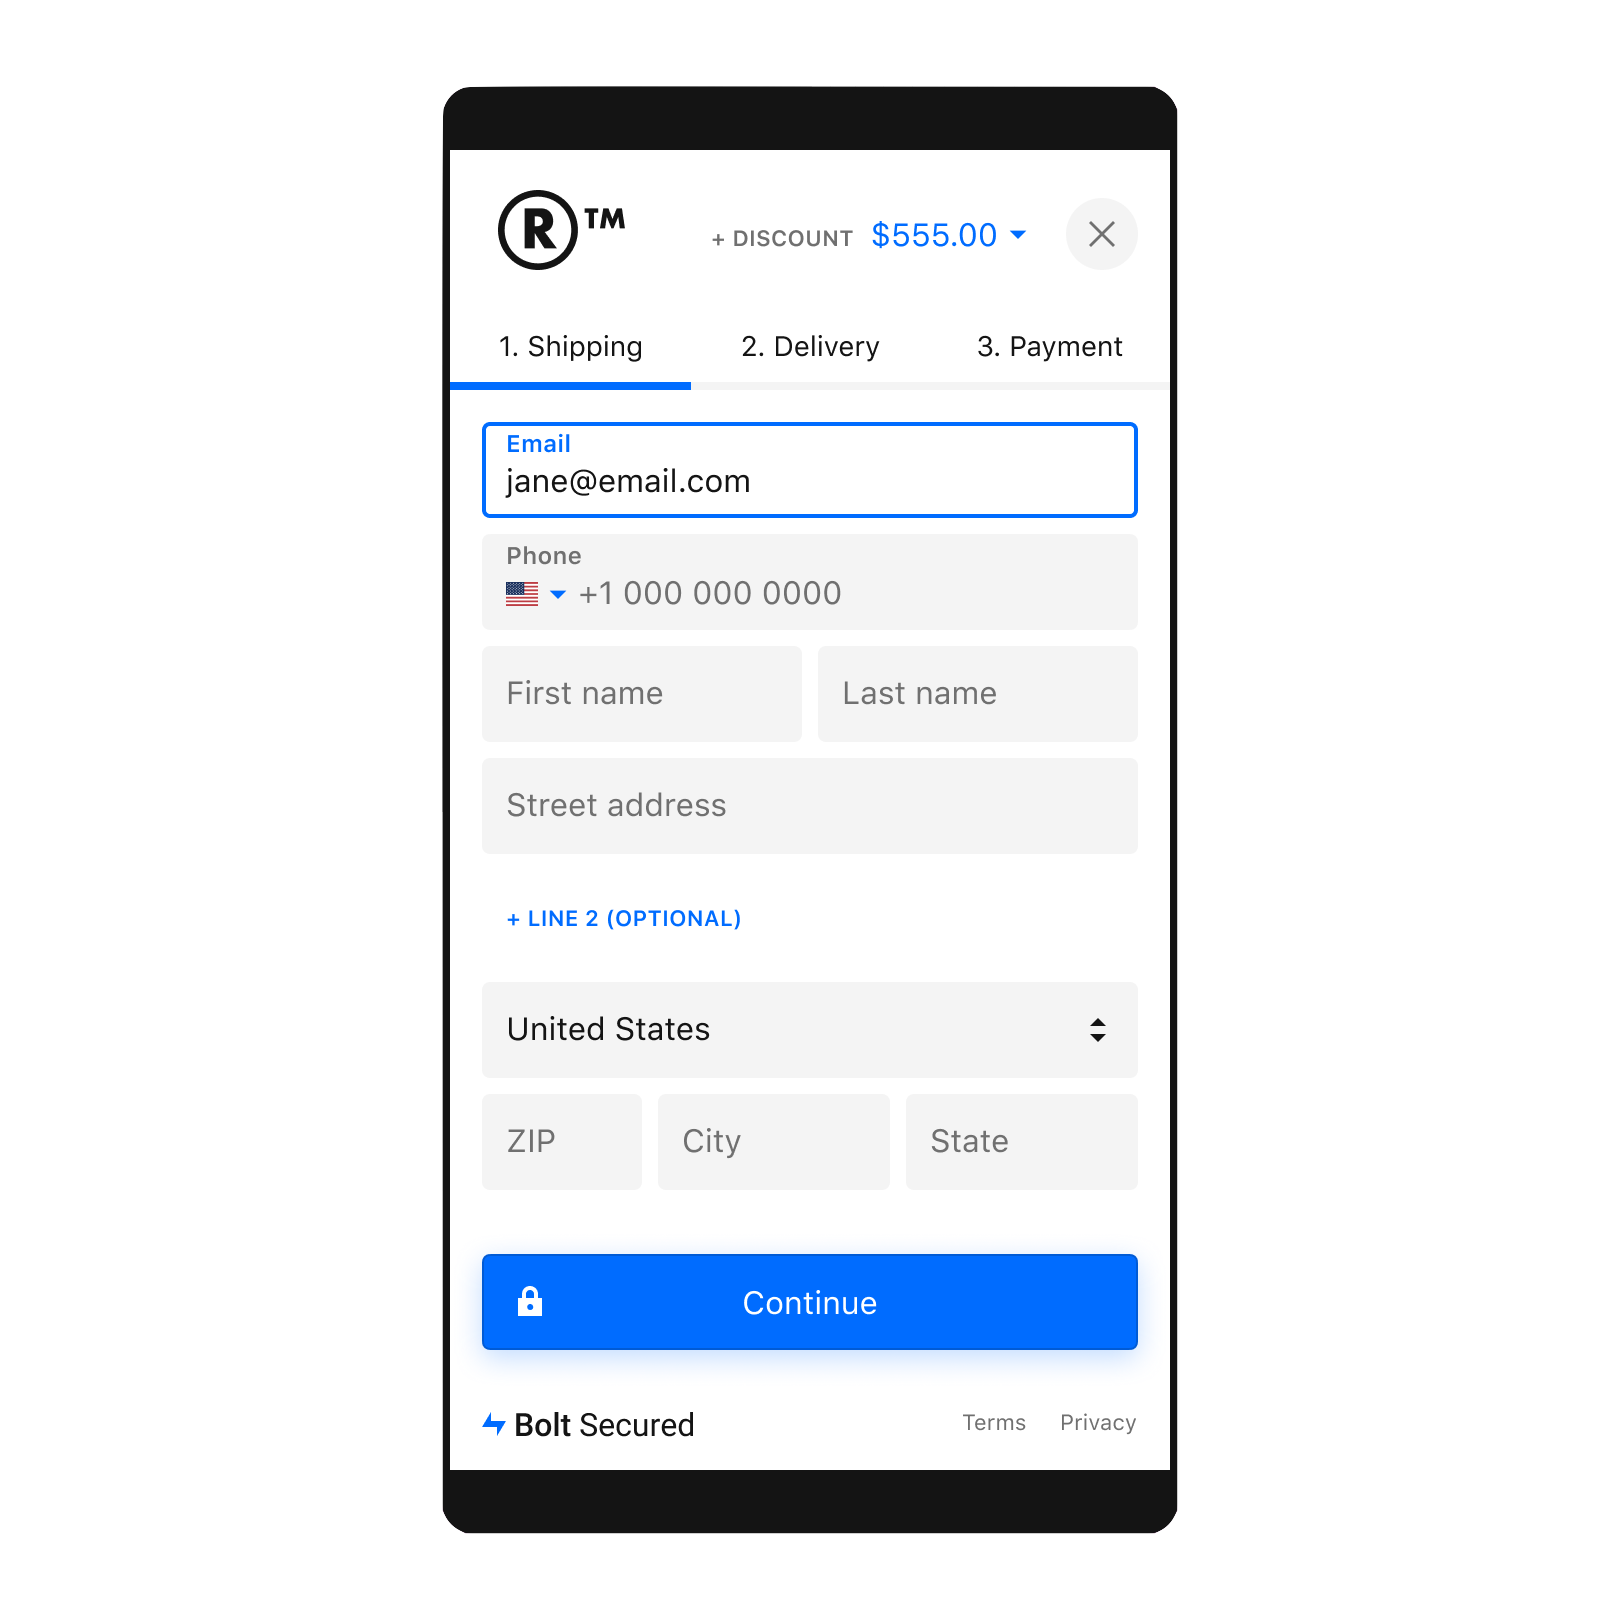 ®™
+ DISCOUNT $555.00
1. Shipping 2. Delivery 3. Payment
Email
jane@email.com
Phone
+1 000 000 0000
First name Last name
Street address
+ LINE 2 (OPTIONAL)
United States
ZIP City State
Continue
Bolt Secured Terms Privacy